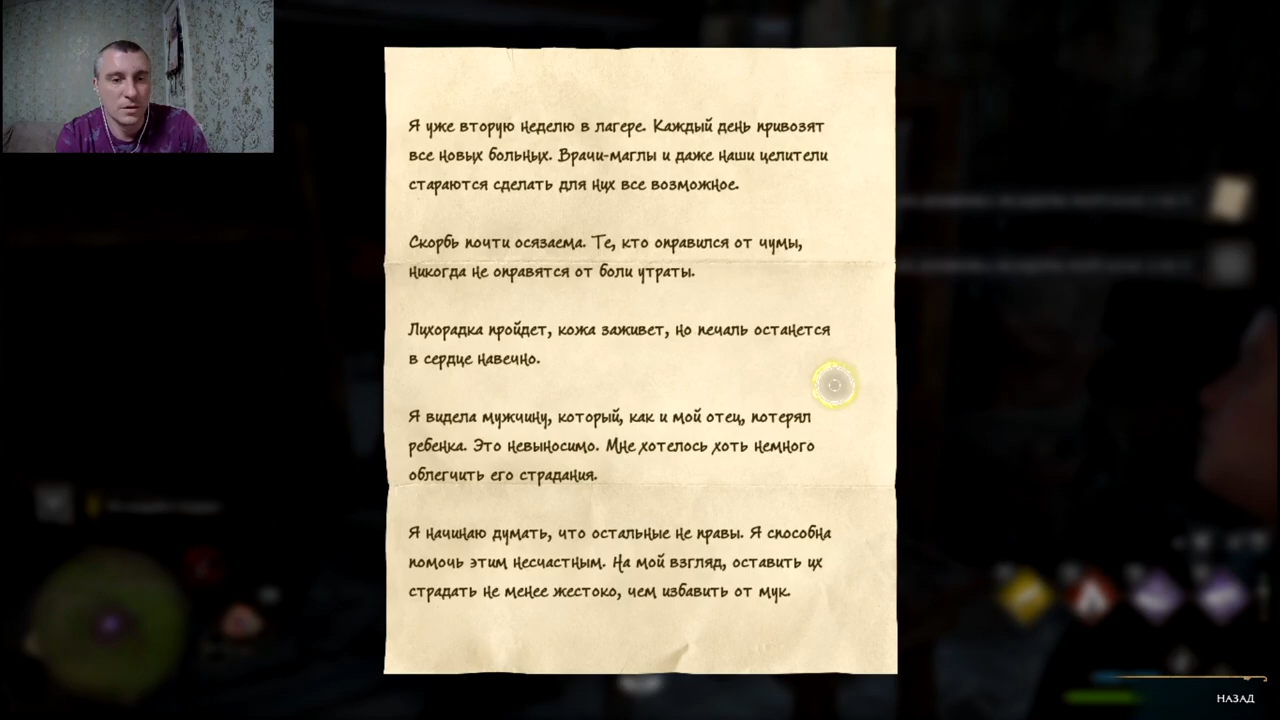 Я уже вторую неделю в лагере. Каждый день привозят
все новых больных. Врачи-маглы и даже наши целители
стараются сделать для них все возможное.
Скорбь почти осязаема. Те, кто оправился от чумы,
никогда не оправятся от боли утраты.
Лихорадка пройдет, кожа заживет, но печаль останется
в сердце навечно.
Я видела мужчину, который, как и мой отец, потерял
ребенка. Это невыносимо. Мне хотелось хоть немного
облегчить его страдания.
Я начинаю думать, что остальные не правы. Я способна
помочь этим несчастным. На мой взгляд, оставить их
страдать не менее жестоко, чем избавить от мук.
НАЗАД